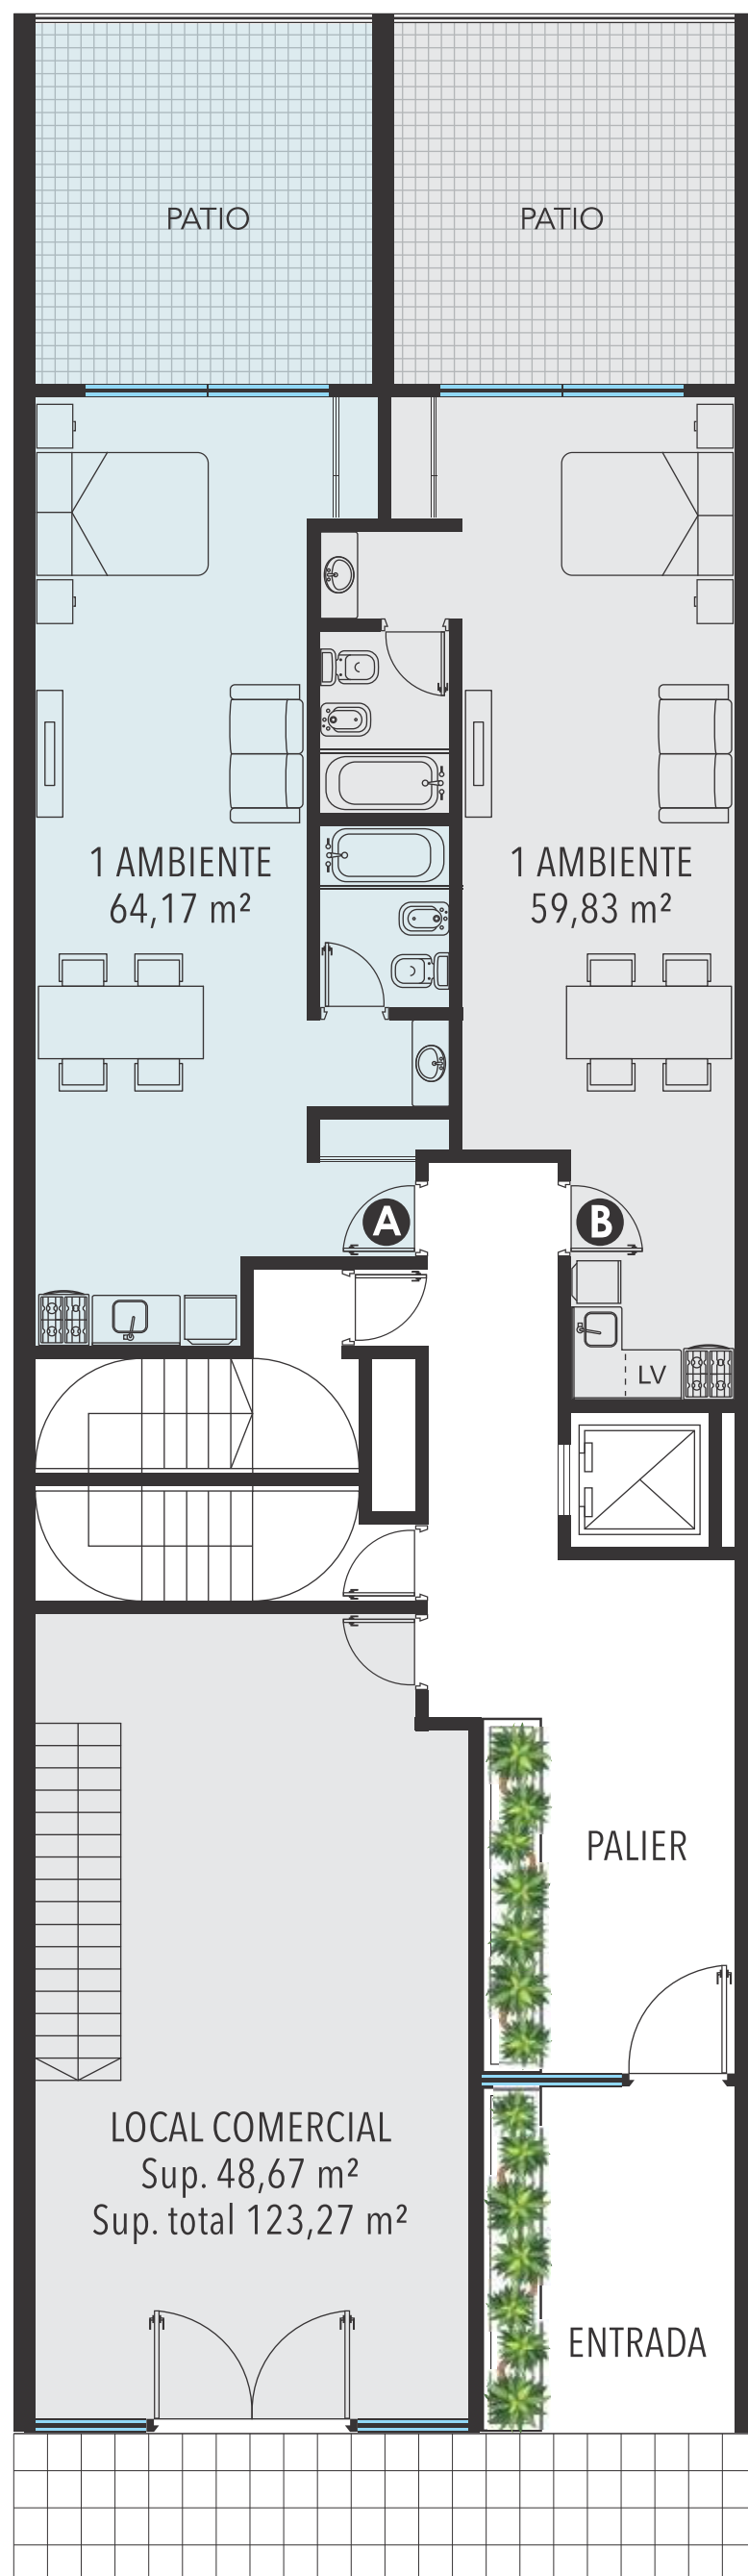 PATIO
PATIO
1 AMBIENTE
64,17 m²
1 AMBIENTE
59,83 m²
A
B
LV
PALIER
LOCAL COMERCIAL
Sup. 48,67 m²
Sup. total 123,27 m²
ENTRADA